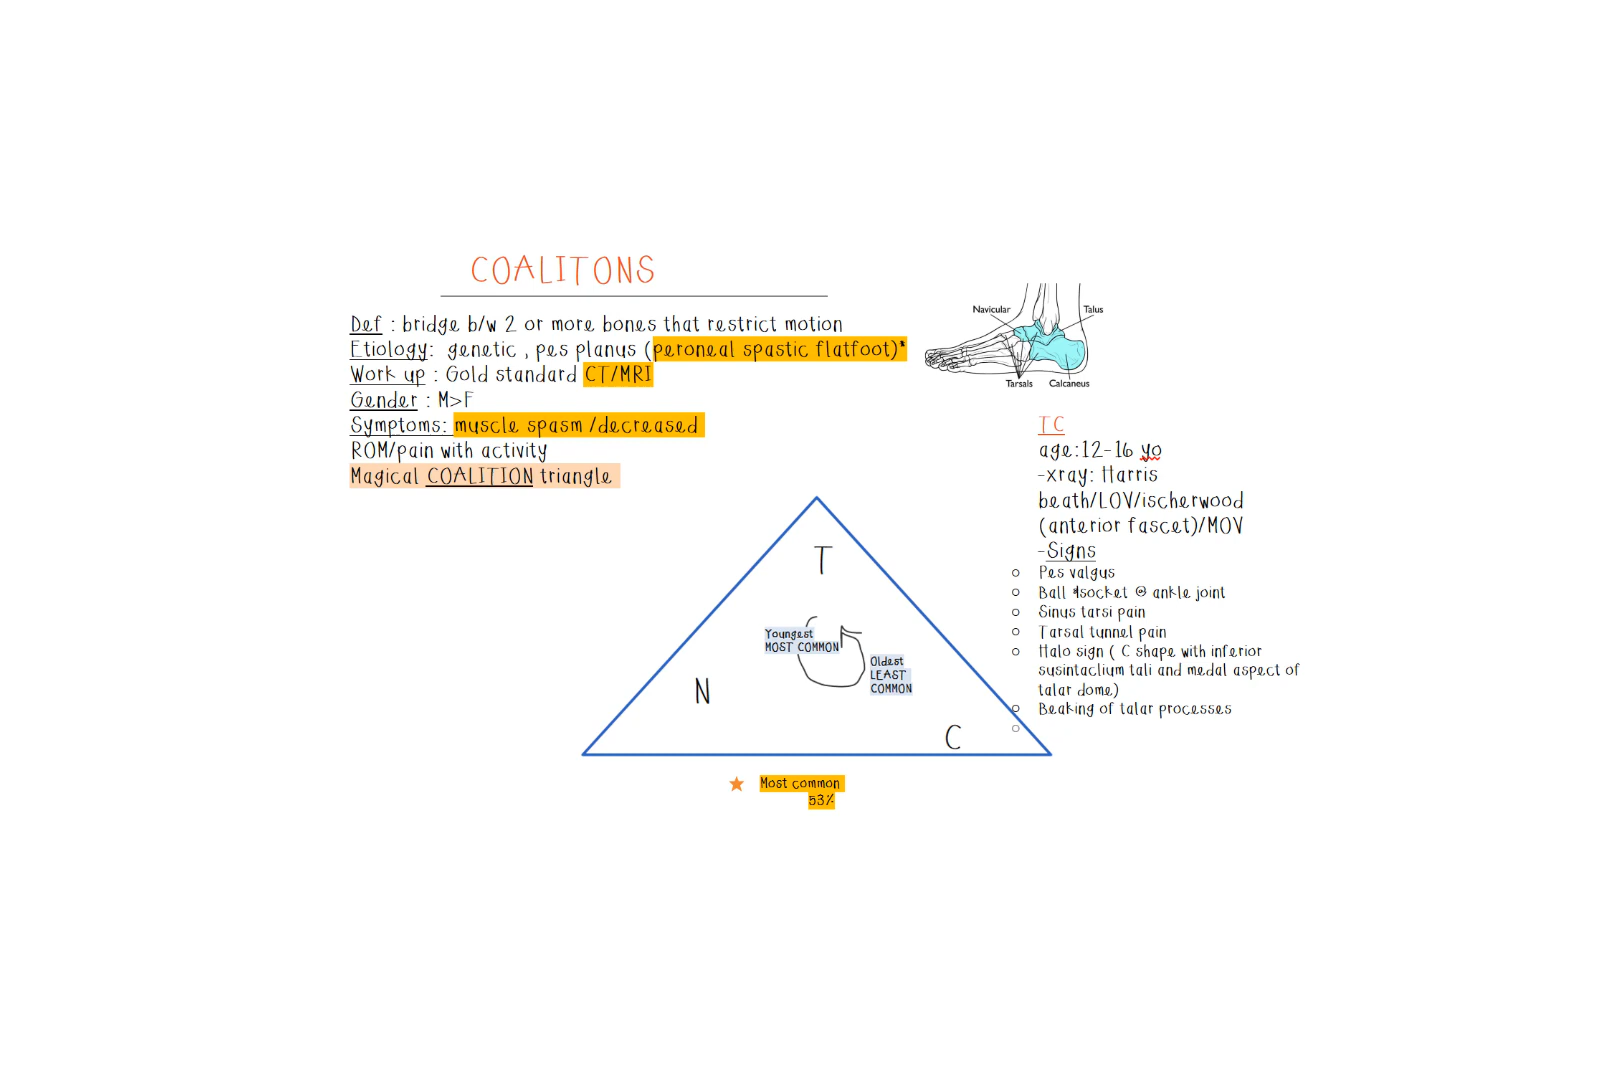 COALITONS
Def : bridge b/w 2 or more bones that restrict motion
Etiology: genetic , pes planus (peroneal spastic flatfoot)*
Work up : Gold standard CT/MRI
Gender : M>F
Symptoms: muscle spasm /decreased
ROM/pain with activity
Magical COALITION triangle
Navicular
Talus
Tarsals
Calcaneus
TC
age:12-16 yo
-xray: Harris
beath/LOV/ischerwood
(anterior fascet)/MOV
-Signs
Pes valgus
Ball &socket @ ankle joint
Sinus tarsi pain
Tarsal tunnel pain
Halo sign ( C shape with inferior
susintaclium tali and medal aspect of
talar dome)
Beaking of talar processes
T
Youngest
MOST COMMON
Oldest
LEAST
COMMON
N
C
Most common
53%